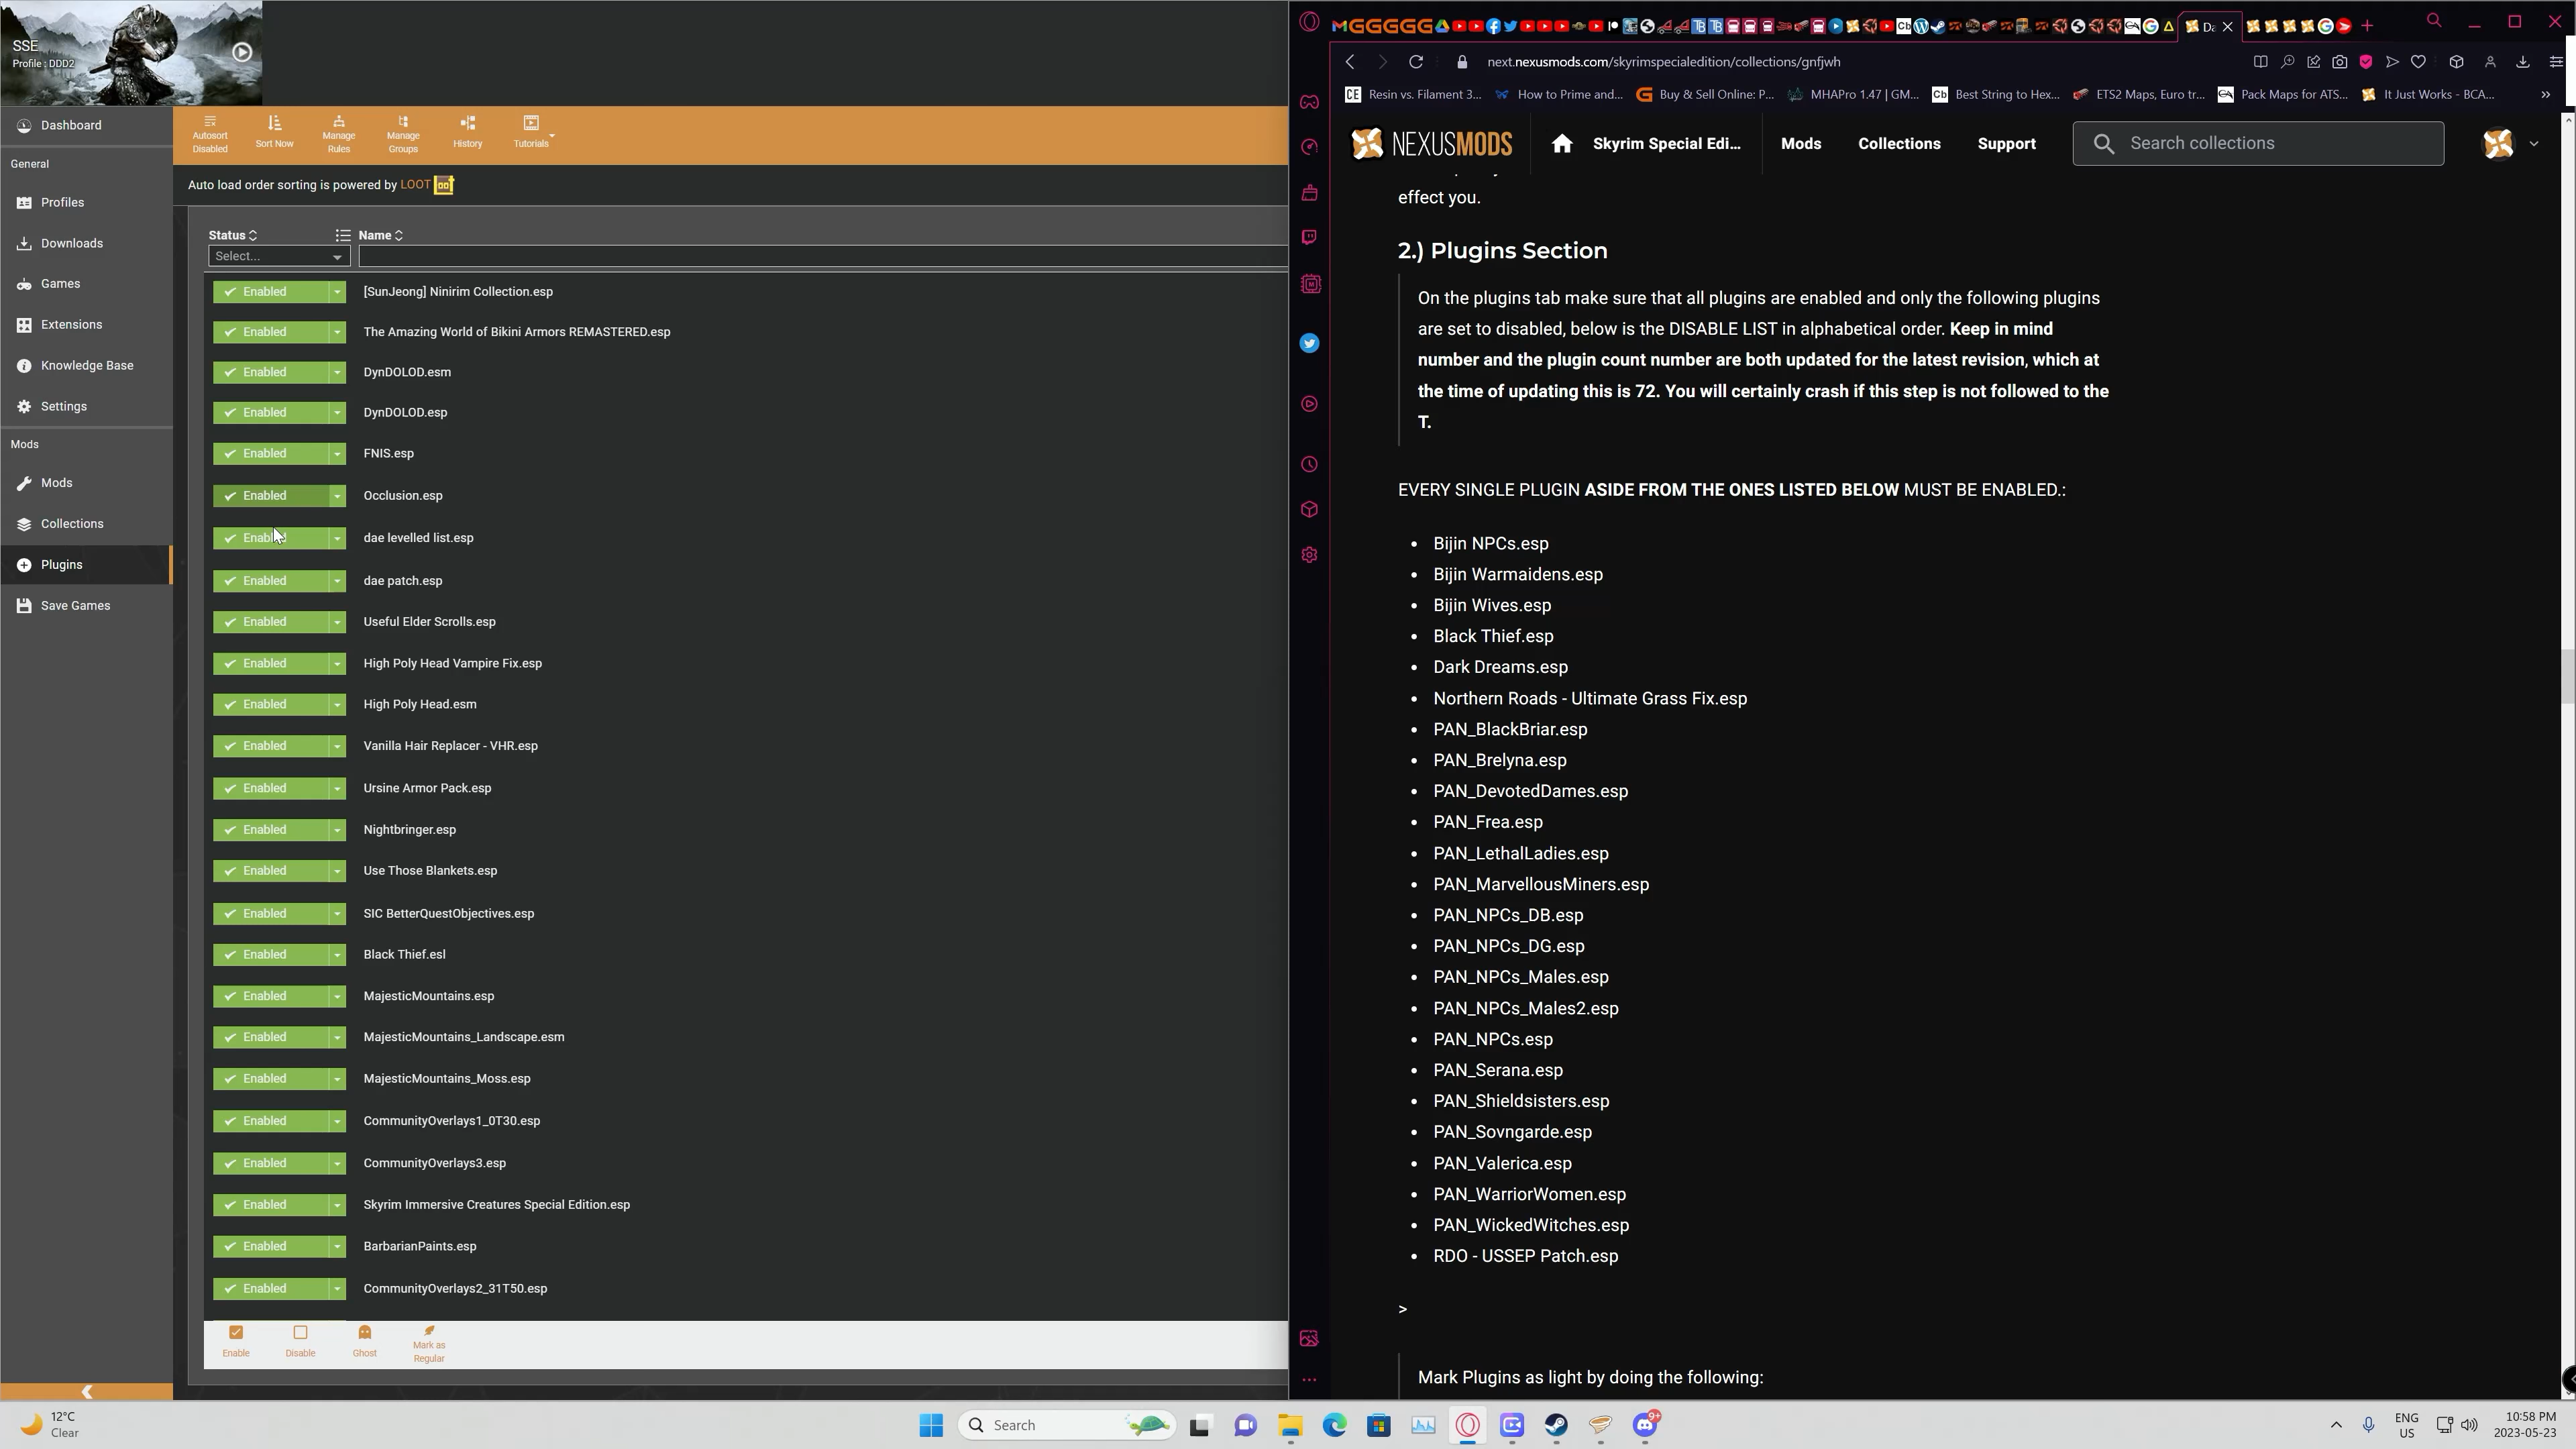 SSE
Profile : DDD2
Dashboard
General
Profiles
Downloads
Games
Extensions
Knowledge Base
Settings
Mods
Mods
Collections
Plugins
Save Games
Autosort Disabled
Sort Now
Manage Rules
Manage Groups
History
Tutorials
Auto load order sorting is powered by LOOT
Status Name
Select...
Enabled [SunJeong] Ninirim Collection.esp
Enabled The Amazing World of Bikini Armors REMASTERED.esp
Enabled DynDOLOD.esm
Enabled DynDOLOD.esp
Enabled FNIS.esp
Enabled Occlusion.esp
Enabled dae levelled list.esp
Enabled dae patch.esp
Enabled Useful Elder Scrolls.esp
Enabled High Poly Head Vampire Fix.esp
Enabled High Poly Head.esm
Enabled Vanilla Hair Replacer - VHR.esp
Enabled Ursine Armor Pack.esp
Enabled Nightbringer.esp
Enabled Use Those Blankets.esp
Enabled SIC BetterQuestObjectives.esp
Enabled Black Thief.esl
Enabled MajesticMountains.esp
Enabled MajesticMountains_Landscape.esm
Enabled MajesticMountains_Moss.esp
Enabled CommunityOverlays1_0T30.esp
Enabled CommunityOverlays3.esp
Enabled Skyrim Immersive Creatures Special Edition.esp
Enabled BarbarianPaints.esp
Enabled CommunityOverlays2_31T50.esp
Enable
Disable
Ghost
Mark as Regular
next.nexusmods.com/skyrimspecialedition/collections/gnfjwh
CE Resin vs. Filament 3... How to Prime and... Buy & Sell Online: P... MHAPro 1.47 | GM... Cb Best String to Hex... ETS2 Maps, Euro tr... Pack Maps for ATS... It Just Works - BCA... »
NEXUSMODS Skyrim Special Edi... Mods Collections Support Search collections
effect you.
2.) Plugins Section
On the plugins tab make sure that all plugins are enabled and only the following plugins
are set to disabled, below is the DISABLE LIST in alphabetical order. Keep in mind
number and the plugin count number are both updated for the latest revision, which at
the time of updating this is 72. You will certainly crash if this step is not followed to the
T.
EVERY SINGLE PLUGIN ASIDE FROM THE ONES LISTED BELOW MUST BE ENABLED.:
• Bijin NPCs.esp
• Bijin Warmaidens.esp
• Bijin Wives.esp
• Black Thief.esp
• Dark Dreams.esp
• Northern Roads - Ultimate Grass Fix.esp
• PAN_BlackBriar.esp
• PAN_Brelyna.esp
• PAN_DevotedDames.esp
• PAN_Frea.esp
• PAN_LethalLadies.esp
• PAN_MarvellousMiners.esp
• PAN_NPCs_DB.esp
• PAN_NPCs_DG.esp
• PAN_NPCs_Males.esp
• PAN_NPCs_Males2.esp
• PAN_NPCs.esp
• PAN_Serana.esp
• PAN_Shieldsisters.esp
• PAN_Sovngarde.esp
• PAN_Valerica.esp
• PAN_WarriorWomen.esp
• PAN_WickedWitches.esp
• RDO - USSEP Patch.esp
>
Mark Plugins as light by doing the following:
12°C
Clear
Search
9+
ENG
US
10:58 PM
2023-05-23